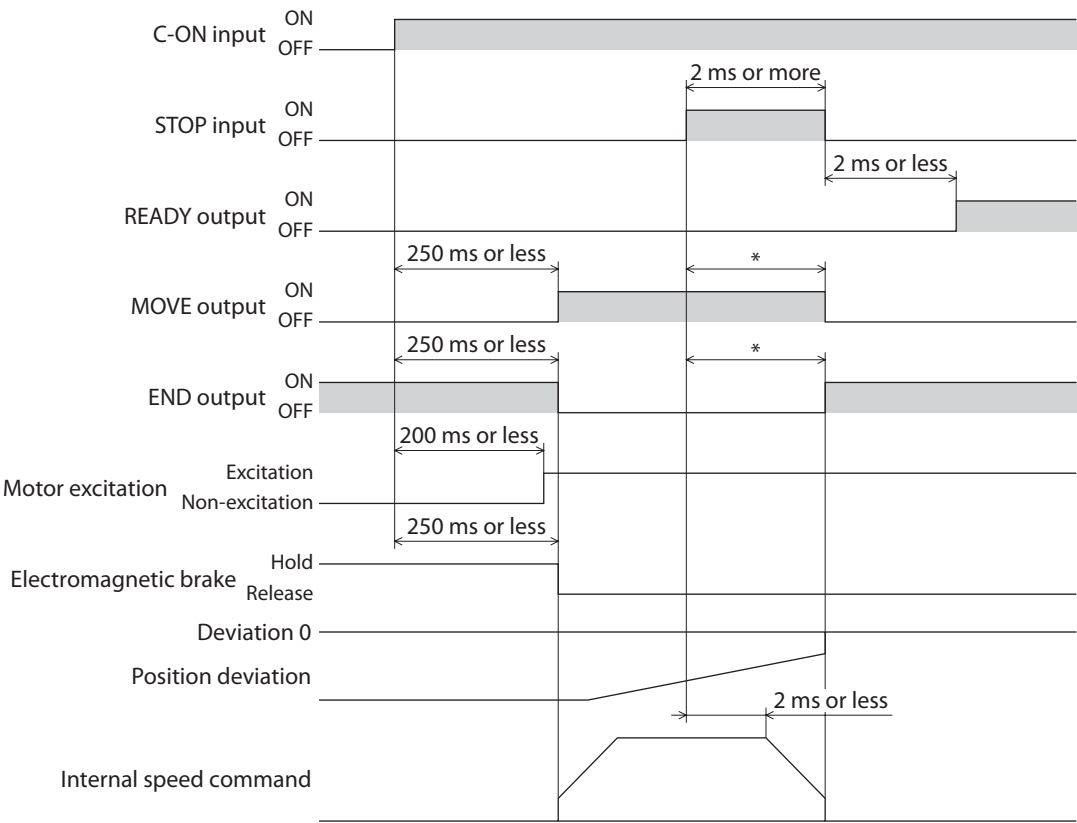 ON
C-ON input
OFF
2 ms or more
ON
STOP input
OFF
2 ms or less
ON
READY output
OFF
250 ms or less
*
ON
MOVE output
OFF
250 ms or less
*
ON
END output
OFF
200 ms or less
Excitation
Motor excitation
Non-excitation
250 ms or less
Hold
Electromagnetic brake
Release
Deviation 0
Position deviation
2 ms or less
Internal speed command